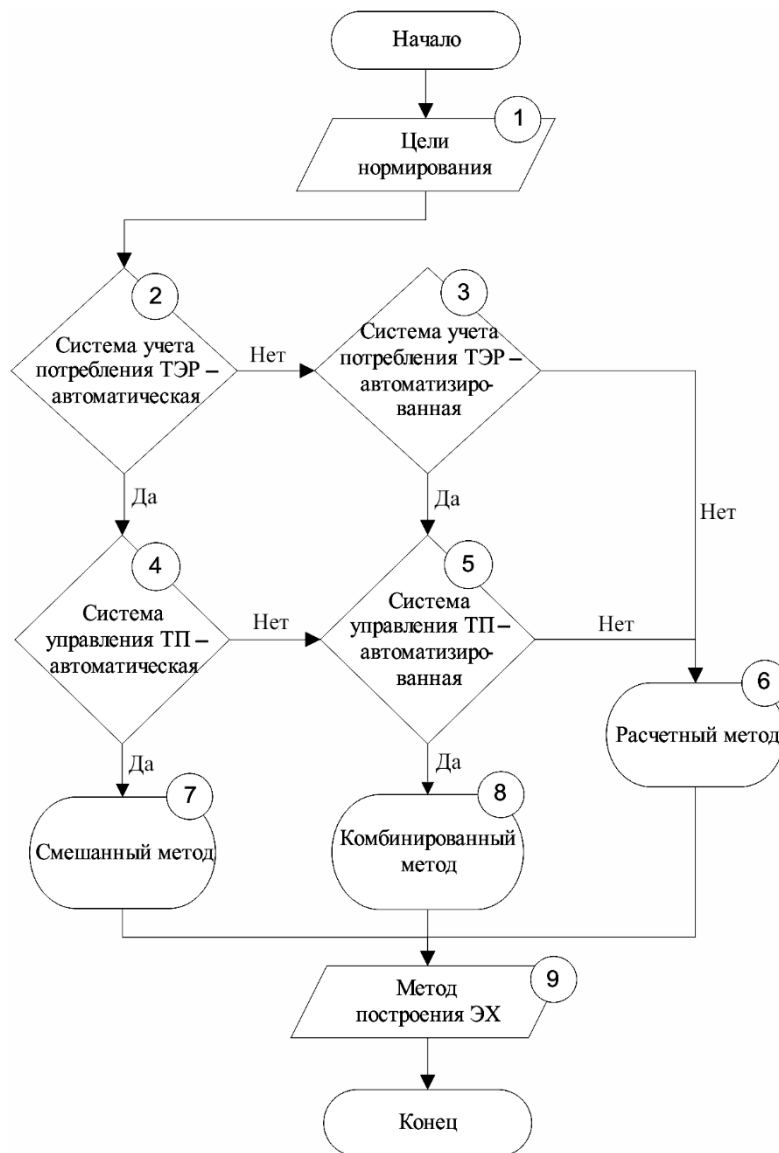 Начало
1
Цели
нормирования
2
Система учета
потребления ТЭР –
автоматическая
Нет
3
Система учета
потребления ТЭР –
автоматизиро-
ванная
Да
Да
Нет
4
Система
управления ТП –
автоматическая
Нет
5
Система
управления ТП –
автоматизиро-
ванная
Нет
6
Расчетный метод
Да
Да
7
Смешанный метод
8
Комбинированный
метод
9
Метод
построения ЭХ
Конец